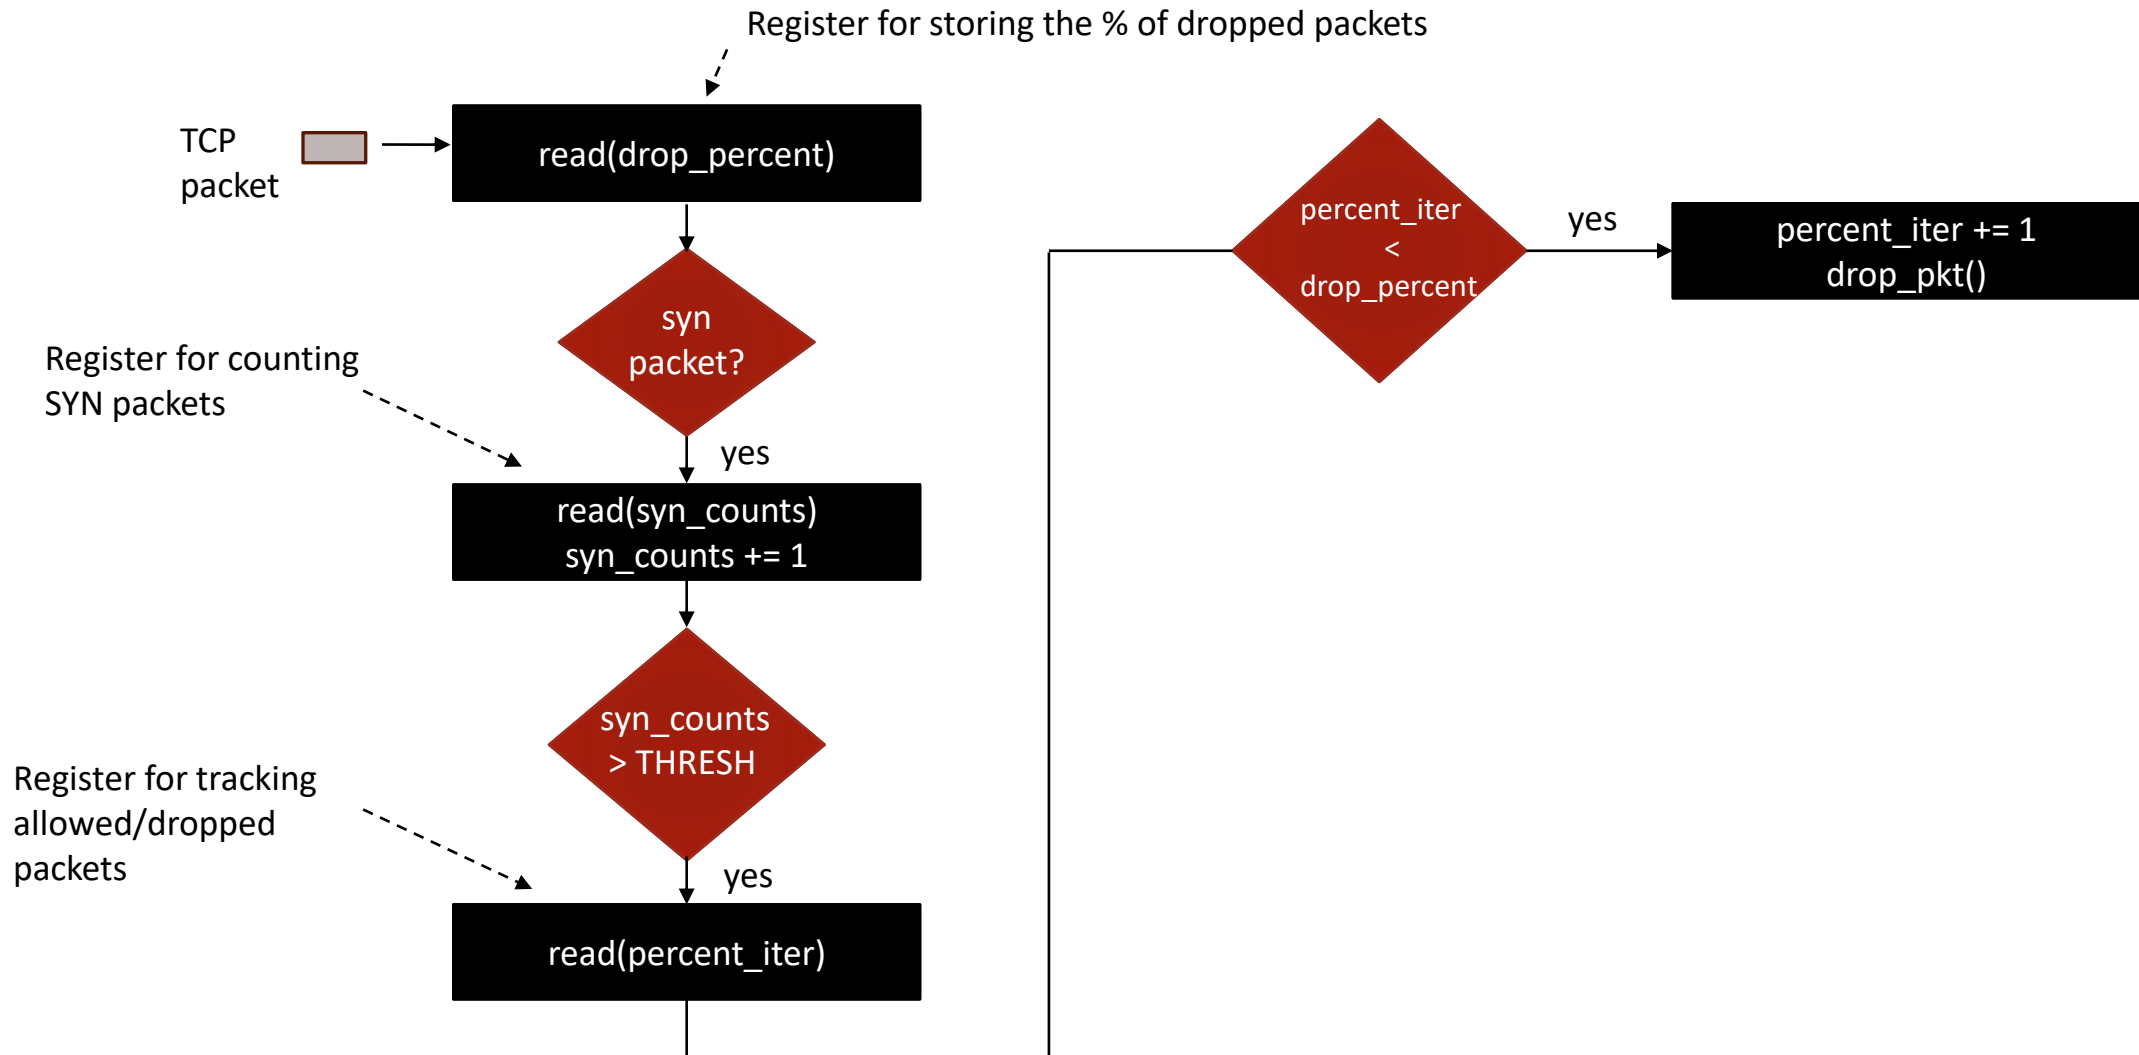 Register for storing the % of dropped packets
TCP
packet
read(drop_percent)
syn
packet?
Register for counting
SYN packets
yes
read(syn_counts)
syn_counts += 1
syn_counts
> THRESH
Register for tracking
allowed/dropped
packets
yes
read(percent_iter)
percent_iter
<
drop_percent
yes
percent_iter += 1
drop_pkt()